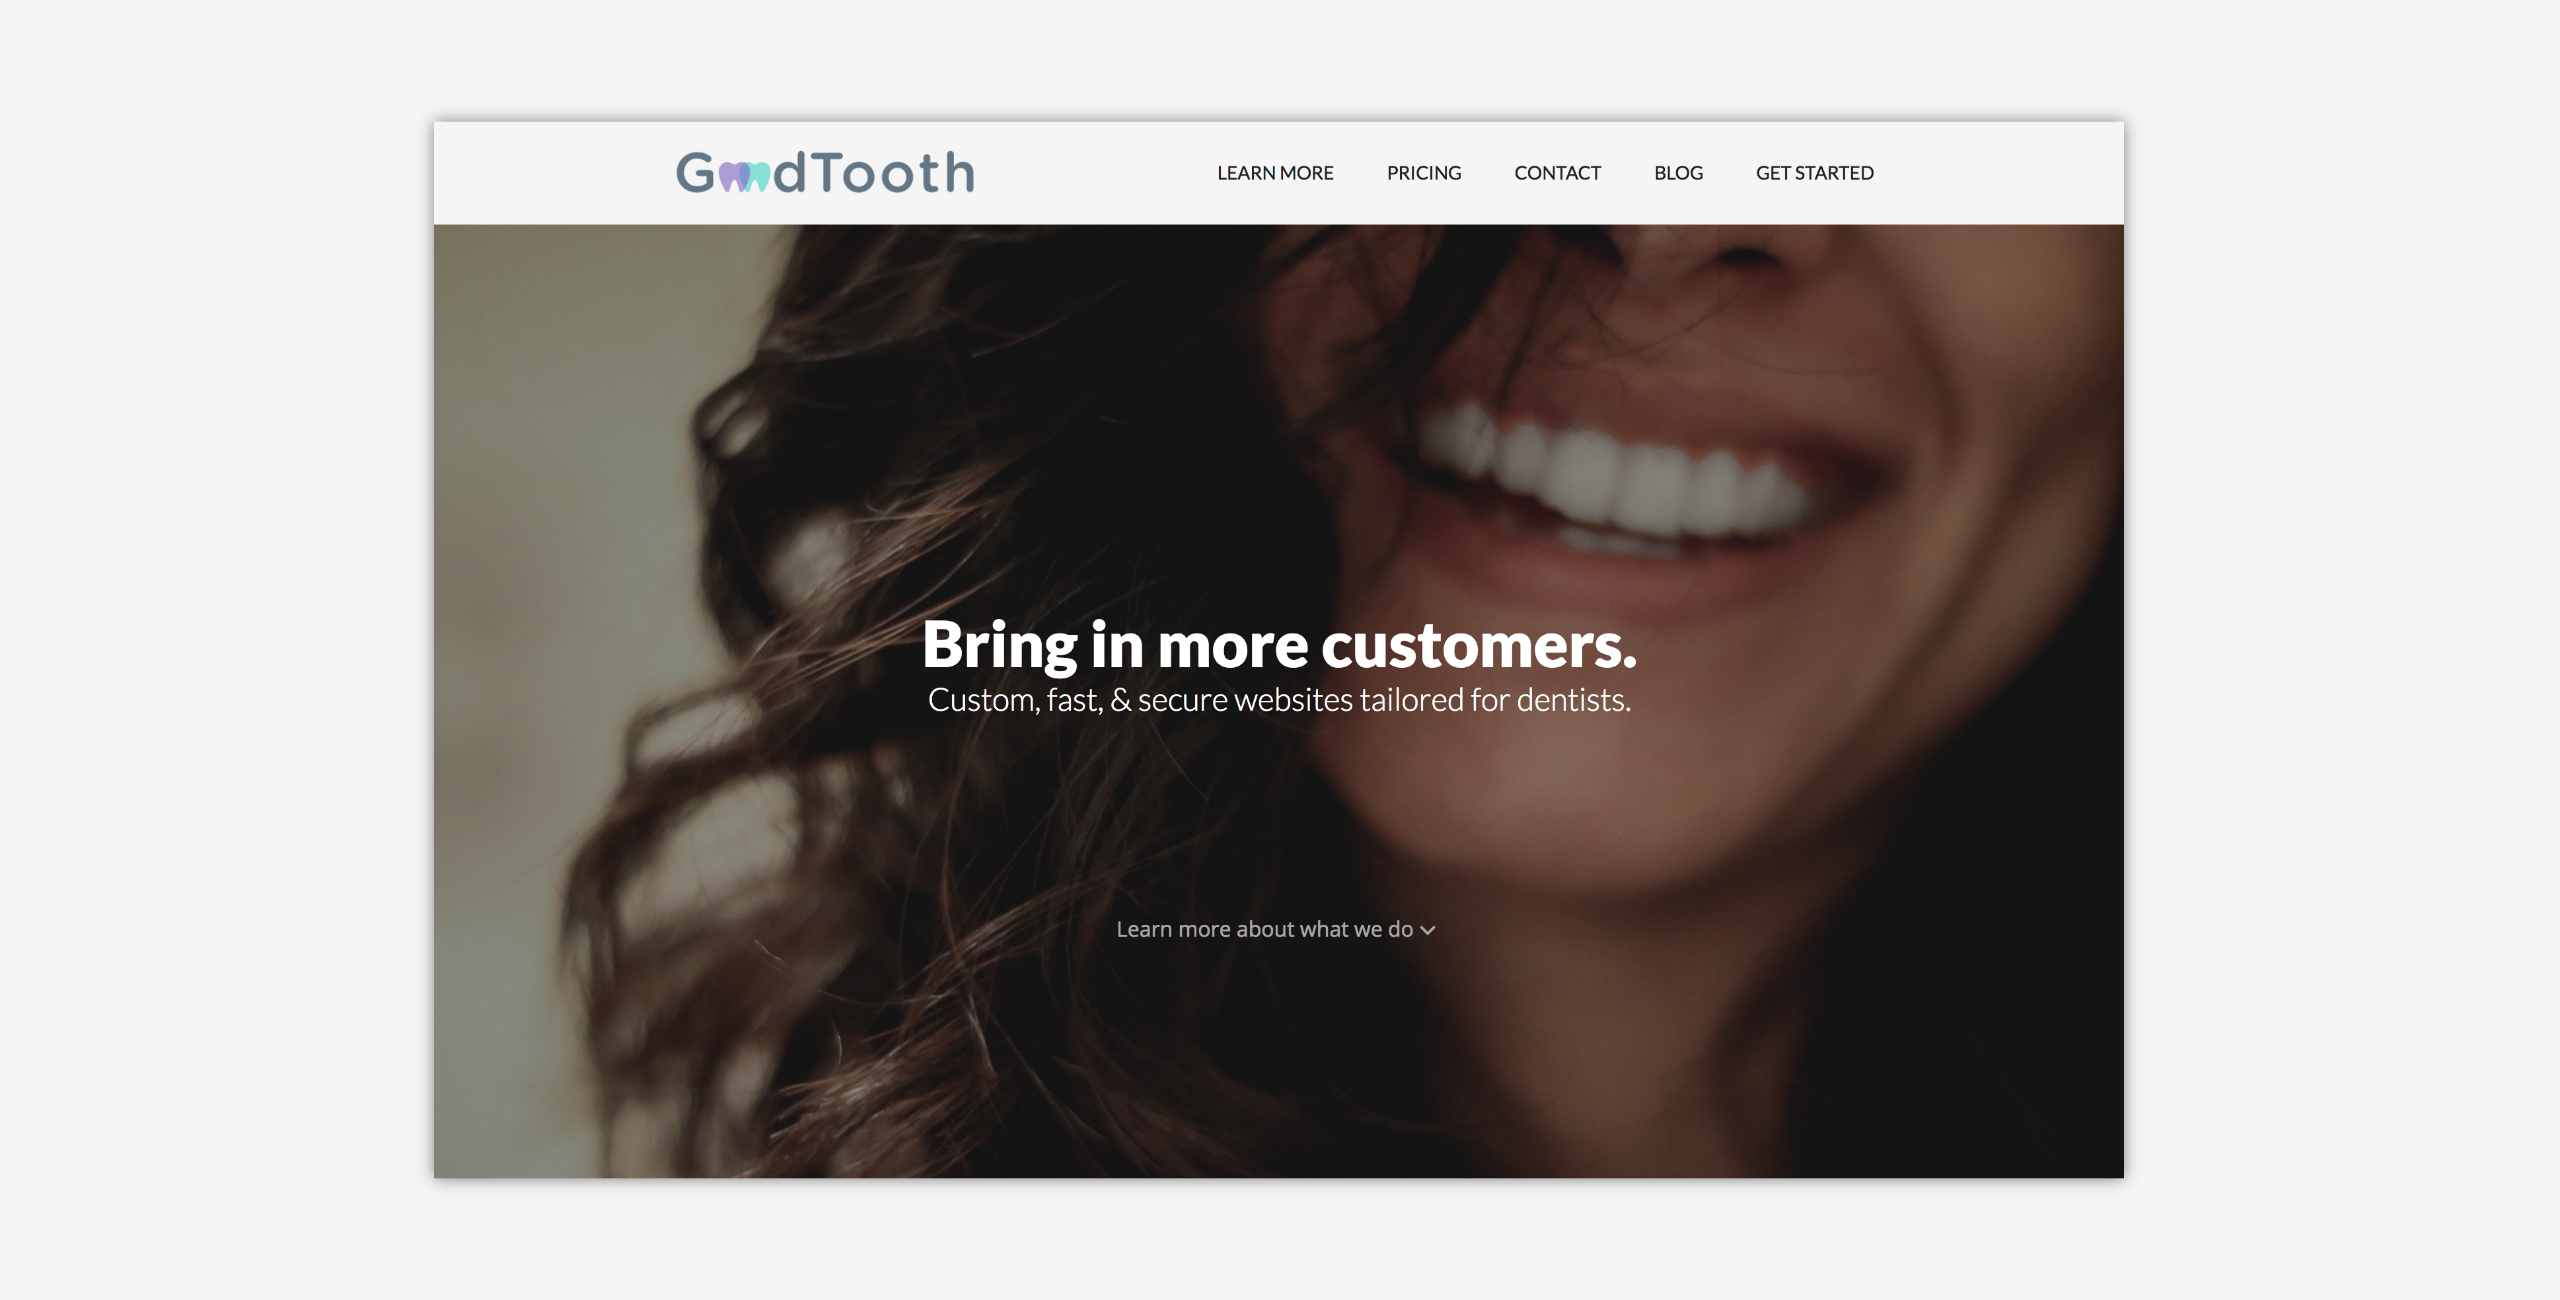 GoodTooth
LEARN MORE PRICING CONTACT BLOG GET STARTED
Bring in more customers.
Custom, fast, & secure websites tailored for dentists.
Learn more about what we do